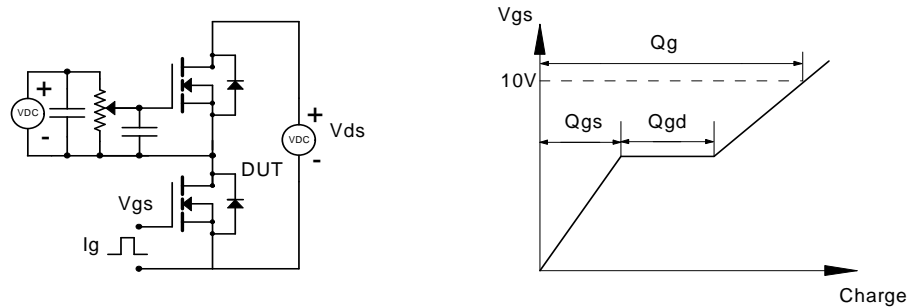 +
VDC
-
+
VDC
-
Vds
DUT
Vgs
Ig
Vgs
Qg
10V
Qgs
Qgd
Charge